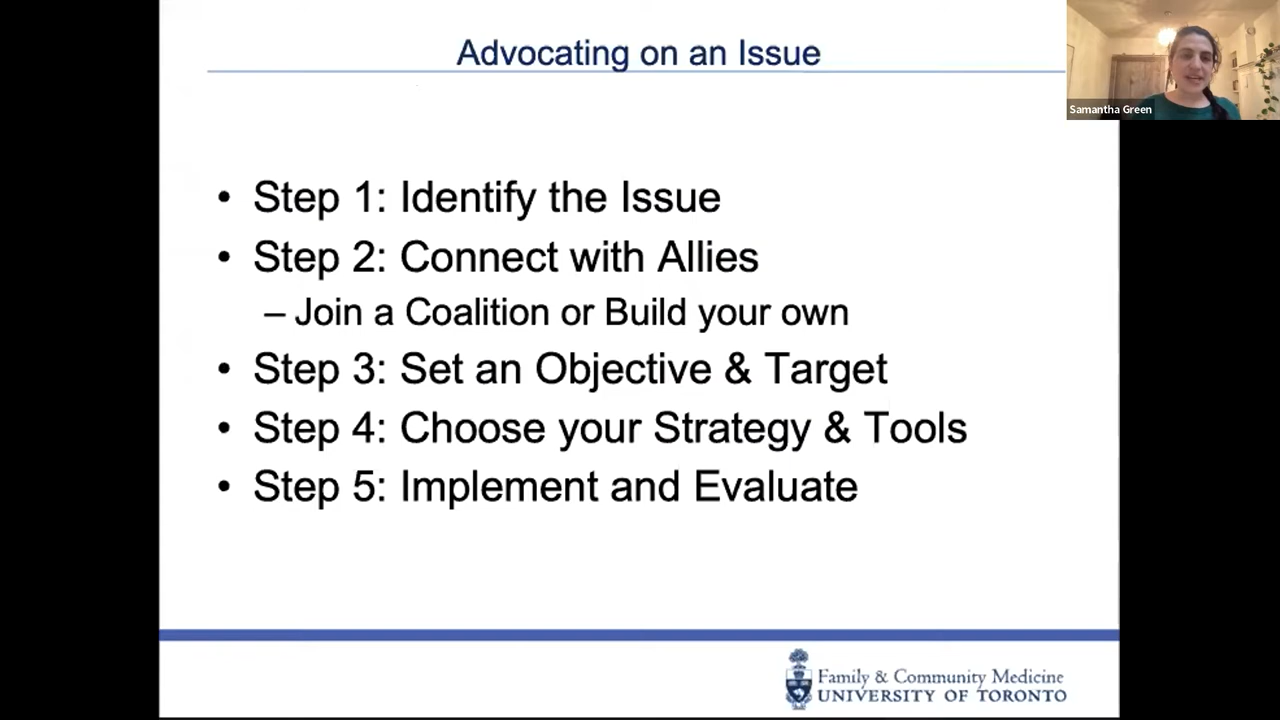 Advocating on an Issue
Samantha Green
• Step 1: Identify the Issue
• Step 2: Connect with Allies
– Join a Coalition or Build your own
• Step 3: Set an Objective & Target
• Step 4: Choose your Strategy & Tools
• Step 5: Implement and Evaluate
Family & Community Medicine
UNIVERSITY OF TORONTO